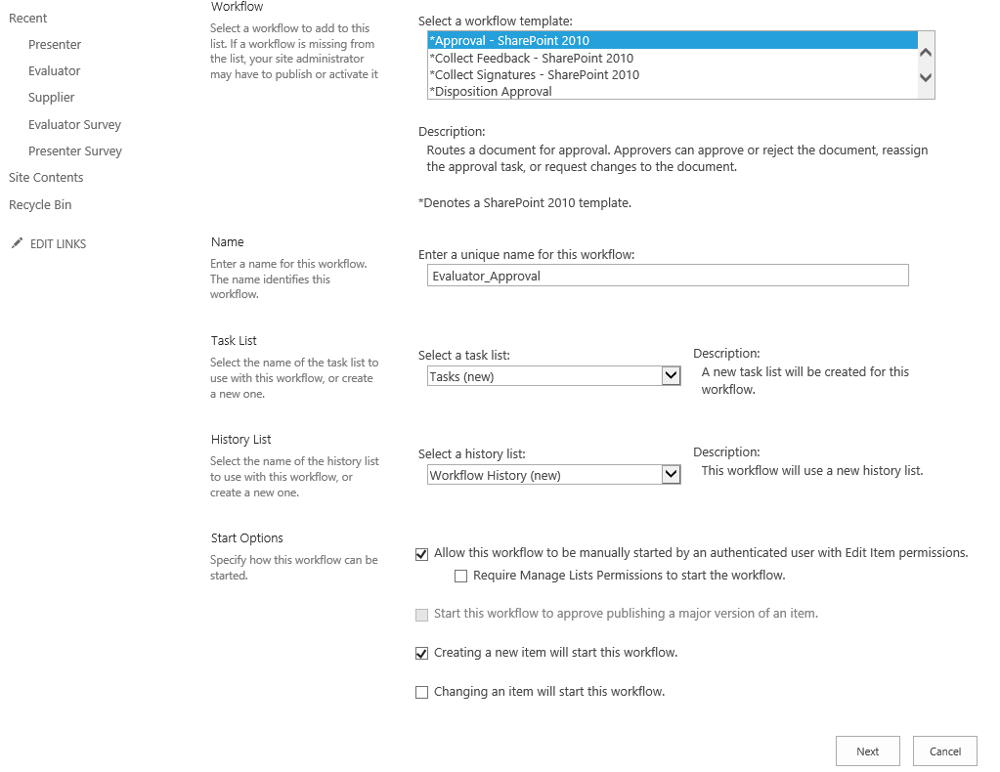 Recent
Presenter
Evaluator
Supplier
Evaluator Survey
Presenter Survey
Site Contents
Recycle Bin
EDIT LINKS
Workflow
Select a workflow to add to this
list. If a workflow is missing from
the list, your site administrator
may have to publish or activate it
Select a workflow template:
*Approval - SharePoint 2010
*Collect Feedback - SharePoint 2010
*Collect Signatures - SharePoint 2010
*Disposition Approval
Description:
Routes a document for approval. Approvers can approve or reject the document, reassign
the approval task, or request changes to the document.
*Denotes a SharePoint 2010 template.
Name
Enter a name for this workflow.
The name identifies this
workflow.
Enter a unique name for this workflow:
Evaluator_Approval
Task List
Select the name of the task list to
use with this workflow, or create
a new one.
Select a task list:
Tasks (new)
Description:
A new task list will be created for this
workflow.
History List
Select the name of the history list
to use with this workflow, or
create a new one.
Select a history list:
Workflow History (new)
Description:
This workflow will use a new history list.
Start Options
Specify how this workflow can be
started.
Allow this workflow to be manually started by an authenticated user with Edit Item permissions.
Require Manage Lists Permissions to start the workflow.
Start this workflow to approve publishing a major version of an item.
Creating a new item will start this workflow.
Changing an item will start this workflow.
Next
Cancel